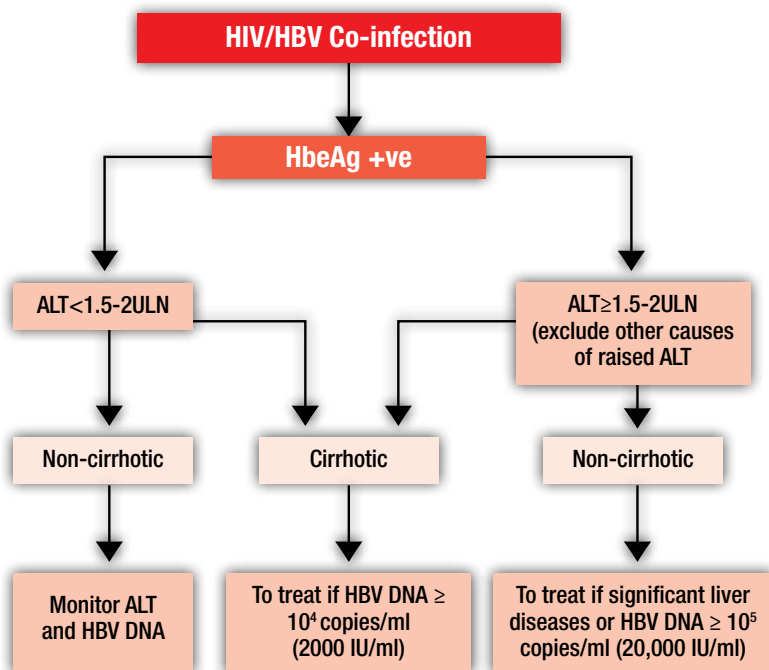 HIV/HBV Co-infection
HbeAg +ve
ALT<1.5-2ULN
ALT≥1.5-2ULN
(exclude other causes
of raised ALT
Non-cirrhotic
Cirrhotic
Non-cirrhotic
Monitor ALT
and HBV DNA
To treat if HBV DNA ≥
10⁴ copies/ml
(2000 IU/ml)
To treat if significant liver
diseases or HBV DNA ≥ 10⁵
copies/ml (20,000 IU/ml)